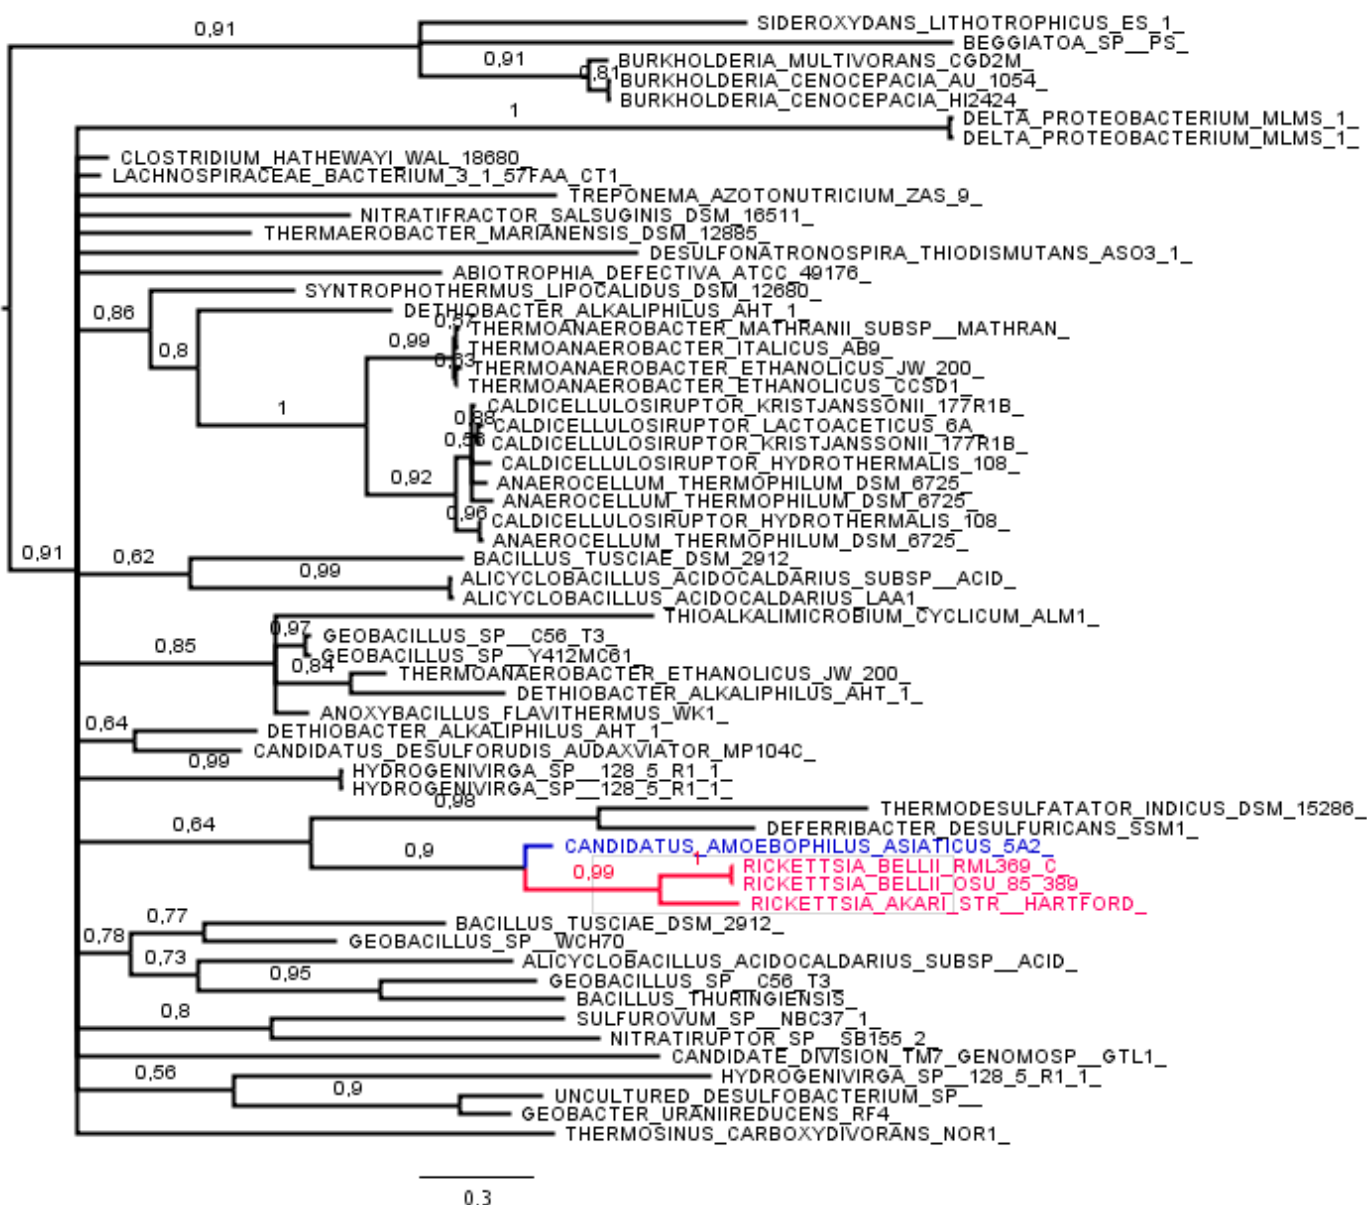 0,91
SIDEROXYDANS_LITHOTROPHICUS_ES_1_
BEGGIATOA_SP__PS_
0,91
BURKHOLDERIA_MULTIVORANS_CGD2M_
0,81
BURKHOLDERIA_CENOCEPACIA_AU_1054_
BURKHOLDERIA_CENOCEPACIA_HI2424_
1
DELTA_PROTEOBACTERIUM_MLMS_1_
DELTA_PROTEOBACTERIUM_MLMS_1_
CLOSTRIDIUM_HATHEWAYI_WAL_18680_
LACHNOSPIRACEAE_BACTERIUM_3_1_57FAA_CT1_
TREPONEMA_AZOTONUTRICIUM_ZAS_9_
NITRATIFRACTOR_SALSUGINIS_DSM_16511_
THERMAEROBACTER_MARIANENSIS_DSM_12885_
DESULFONATRONOSPIRA_THIODISMUTANS_ASO3_1_
ABIOTROPHIA_DEFECTIVA_ATCC_49176_
SYNTROPHOTHERMUS_LIPOCALIDUS_DSM_12680_
0,86
DETHIOBACTER_ALKALIPHILUS_AHT_1_
THERMOANAEROBACTER_MATHRANII_SUBSP__MATHRAN_
0,99
0,8
THERMOANAEROBACTER_ITALICUS_AB9_
THERMOANAEROBACTER_ETHANOLICUS_JW_200_
THERMOANAEROBACTER_ETHANOLICUS_CCSD1_
1
CALDICELLULOSIRUPTOR_KRISTJANSSONII_177R1B_
0,88
CALDICELLULOSIRUPTOR_LACTOACETICUS_6A_
CALDICELLULOSIRUPTOR_KRISTJANSSONII_177R1B_
CALDICELLULOSIRUPTOR_HYDROTHERMALIS_108_
0,92
ANAEROCELLUM_THERMOPHILUM_DSM_6725_
ANAEROCELLUM_THERMOPHILUM_DSM_6725_
0,96
CALDICELLULOSIRUPTOR_HYDROTHERMALIS_108_
ANAEROCELLUM_THERMOPHILUM_DSM_6725_
0,91
0,62
BACILLUS_TUSCIAE_DSM_2912_
0,99
ALICYCLOBACILLUS_ACIDOCALDARIUS_SUBSP__ACID_
ALICYCLOBACILLUS_ACIDOCALDARIUS_LAA1_
THIOALKALIMICROBIUM_CYCLICUM_ALM1_
0,97
GEOBACILLUS_SP__C56_T3_
0,85
GEOBACILLUS_SP__Y412MC61_
0,84
THERMOANAEROBACTER_ETHANOLICUS_JW_200_
DETHIOBACTER_ALKALIPHILUS_AHT_1_
ANOXYBACILLUS_FLAVITHERMUS_WK1_
0,64
DETHIOBACTER_ALKALIPHILUS_AHT_1_
CANDIDATUS_DESULFORUDIS_AUDAXVIATOR_MP104C_
0,99
HYDROGENIVIRGA_SP__128_5_R1_1_
HYDROGENIVIRGA_SP__128_5_R1_1_
0,98
THERMODESULFATATOR_INDICUS_DSM_15286_
0,64
DEFERRIBACTER_DESULFURICANS_SSM1_
CANDIDATUS_AMOEBOPHILUS_ASIATICUS_5A2_
0,9
1
RICKETTSIA_BELLII_RML369_C_
0,99
RICKETTSIA_BELLII_OSU_85_389_
RICKETTSIA_AKARI_STR__HARTFORD_
0,77
BACILLUS_TUSCIAE_DSM_2912_
0,78
GEOBACILLUS_SP__WCH70_
0,73
ALICYCLOBACILLUS_ACIDOCALDARIUS_SUBSP__ACID_
0,95
GEOBACILLUS_SP__C56_T3_
BACILLUS_THURINGIENSIS_
0,8
SULFUROVUM_SP__NBC37_1_
NITRATIRUPTOR_SP__SB155_2_
CANDIDATE_DIVISION_TM7_GENOMOSP__GTL1_
0,56
HYDROGENIVIRGA_SP__128_5_R1_1_
0,9
UNCULTURED_DESULFOBACTERIUM_SP__
GEOBACTER_URANIIREDUCENS_RF4_
THERMOSINUS_CARBOXYDIVORANS_NOR1_
0.3